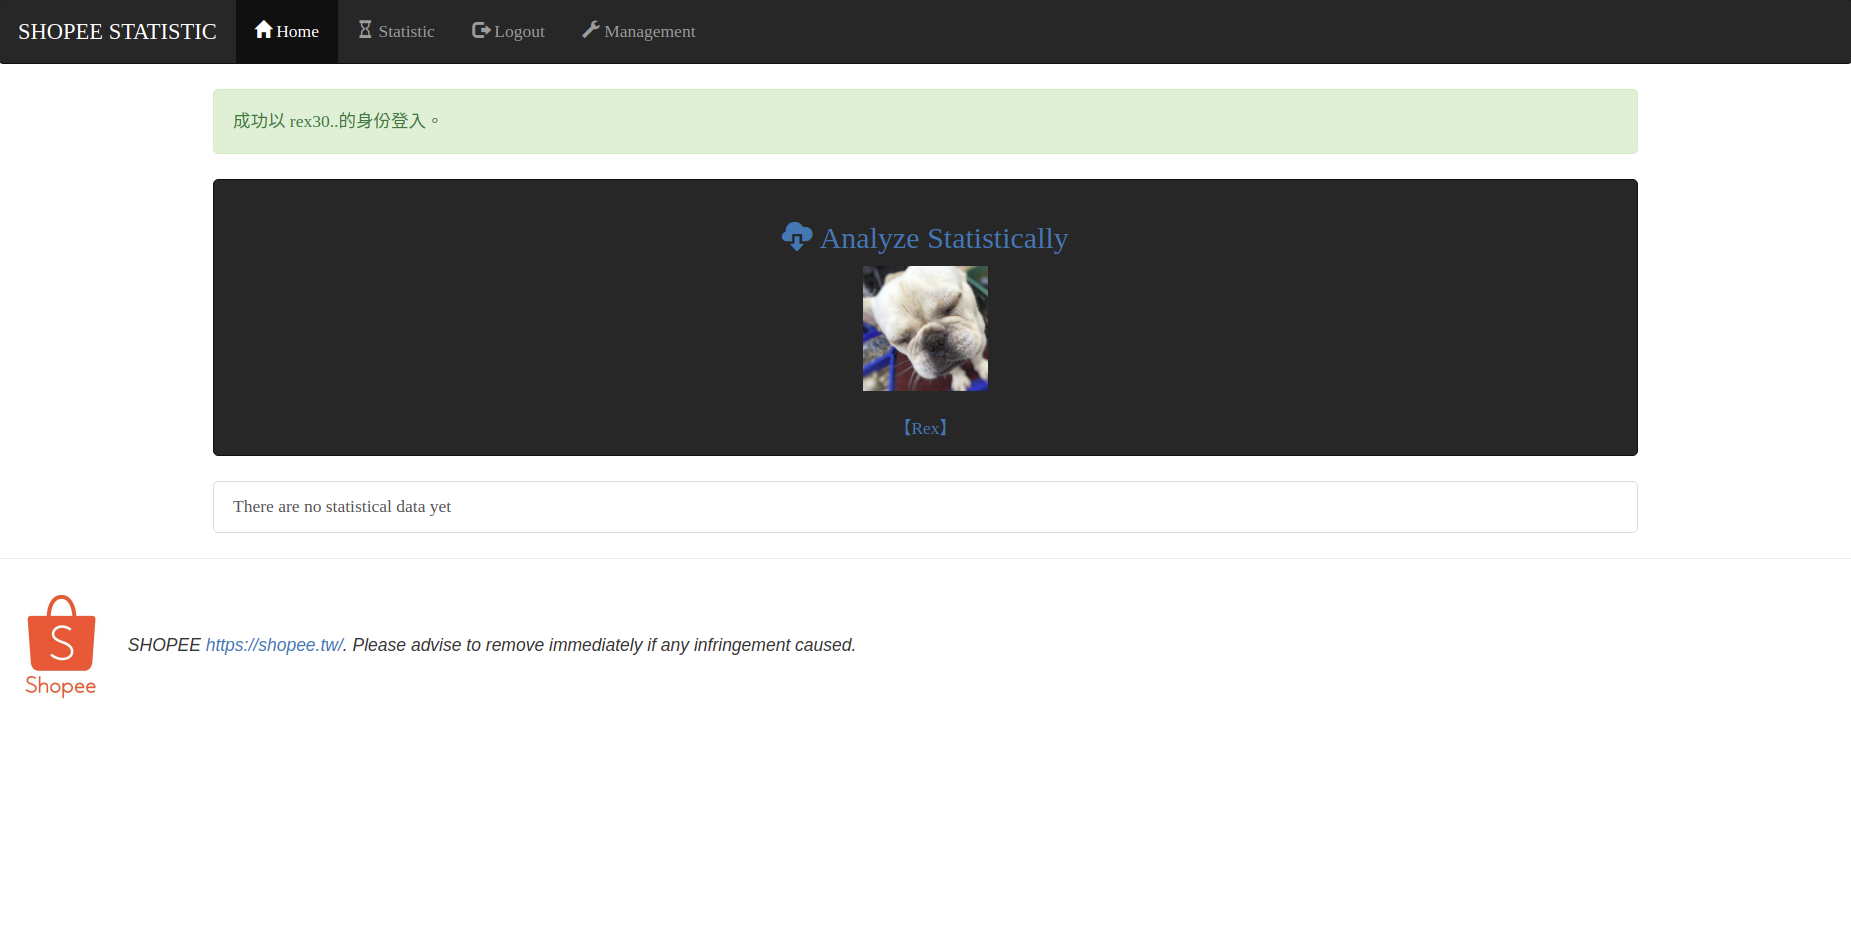 SHOPEE STATISTIC
Home
Statistic
Logout
Management
成功以 rex30..的身份登入。
Analyze Statistically
【Rex】
There are no statistical data yet
S
Shopee
SHOPEE https://shopee.tw/. Please advise to remove immediately if any infringement caused.